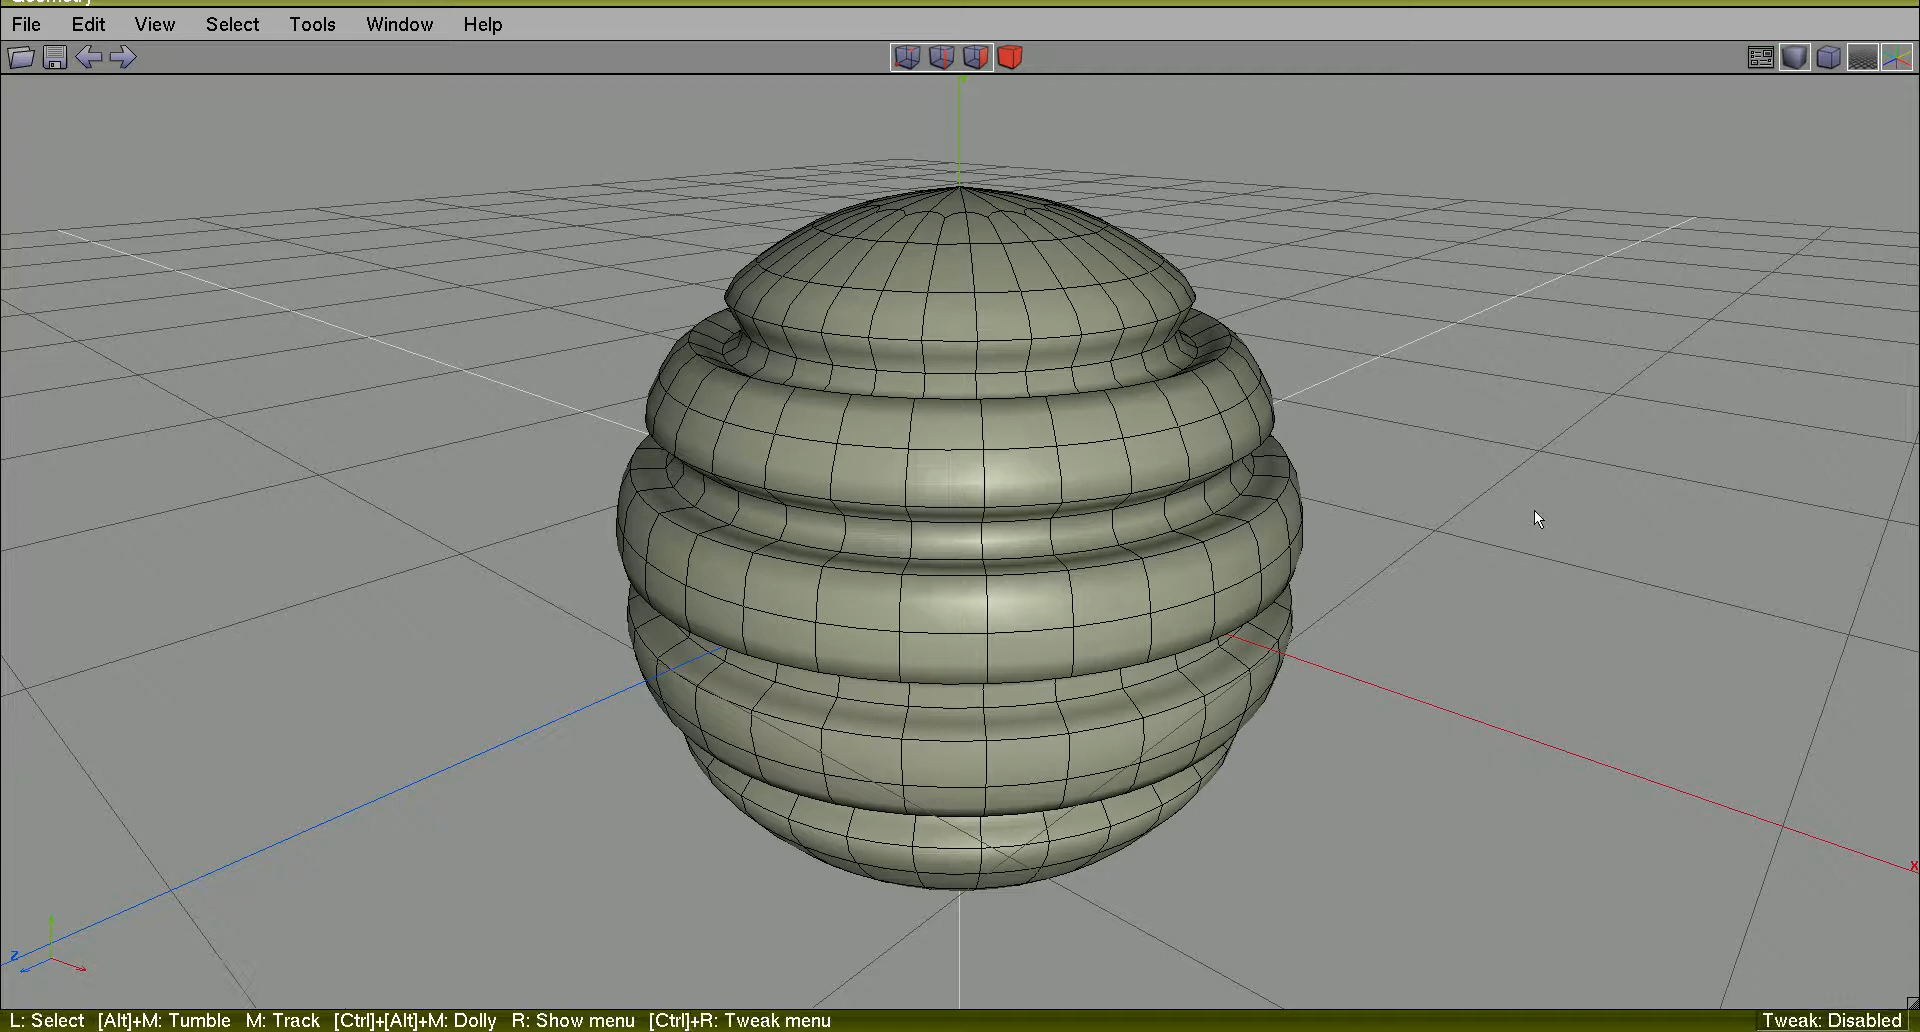 Geometry
File Edit View Select Tools Window Help
x
z
L: Select [Alt]+M: Tumble M: Track [Ctrl]+[Alt]+M: Dolly R: Show menu [Ctrl]+R: Tweak menu Tweak: Disabled